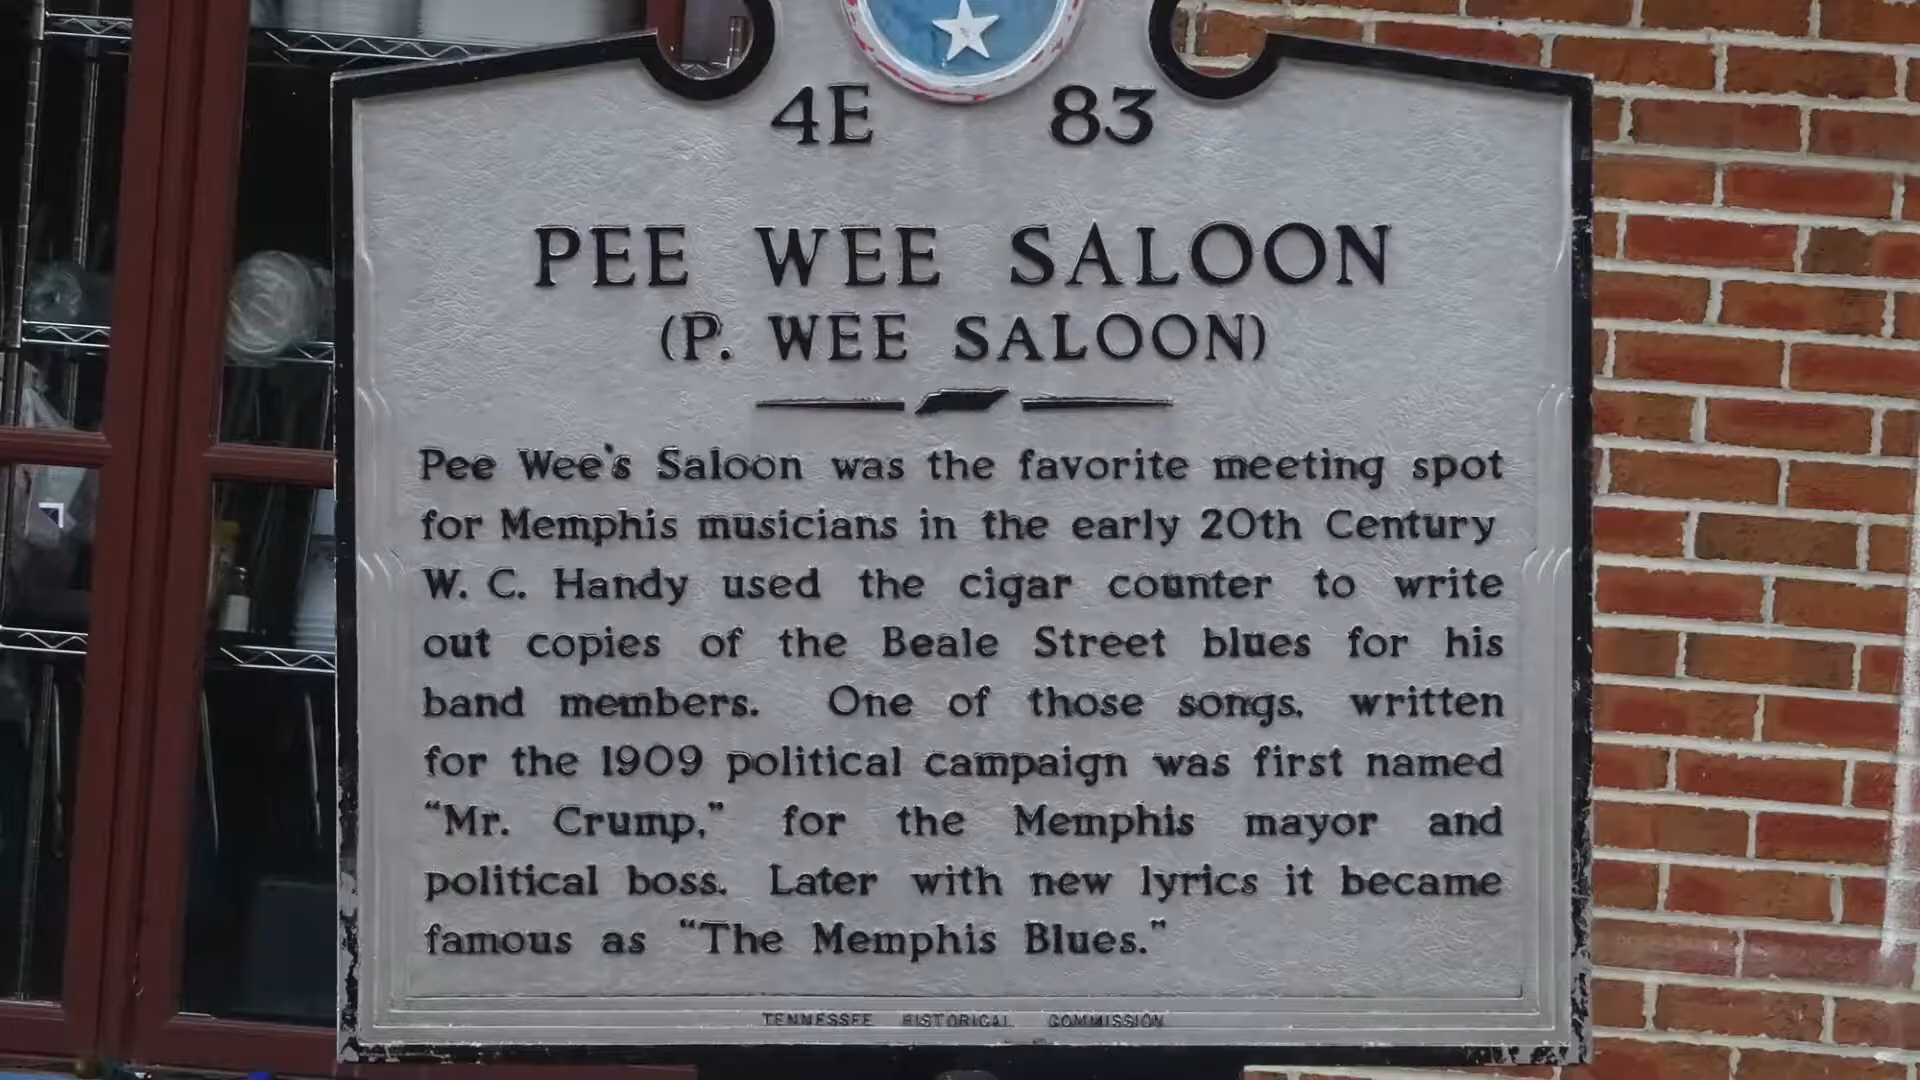 4E 83
PEE WEE SALOON
(P. WEE SALOON)
Pee Wee's Saloon was the favorite meeting spot
for Memphis musicians in the early 20th Century
W. C. Handy used the cigar counter to write
out copies of the Beale Street blues for his
band members. One of those songs, written
for the 1909 political campaign was first named
“Mr. Crump,” for the Memphis mayor and
political boss. Later with new lyrics it became
famous as “The Memphis Blues.”
TENNESSEE HISTORICAL COMMISSION